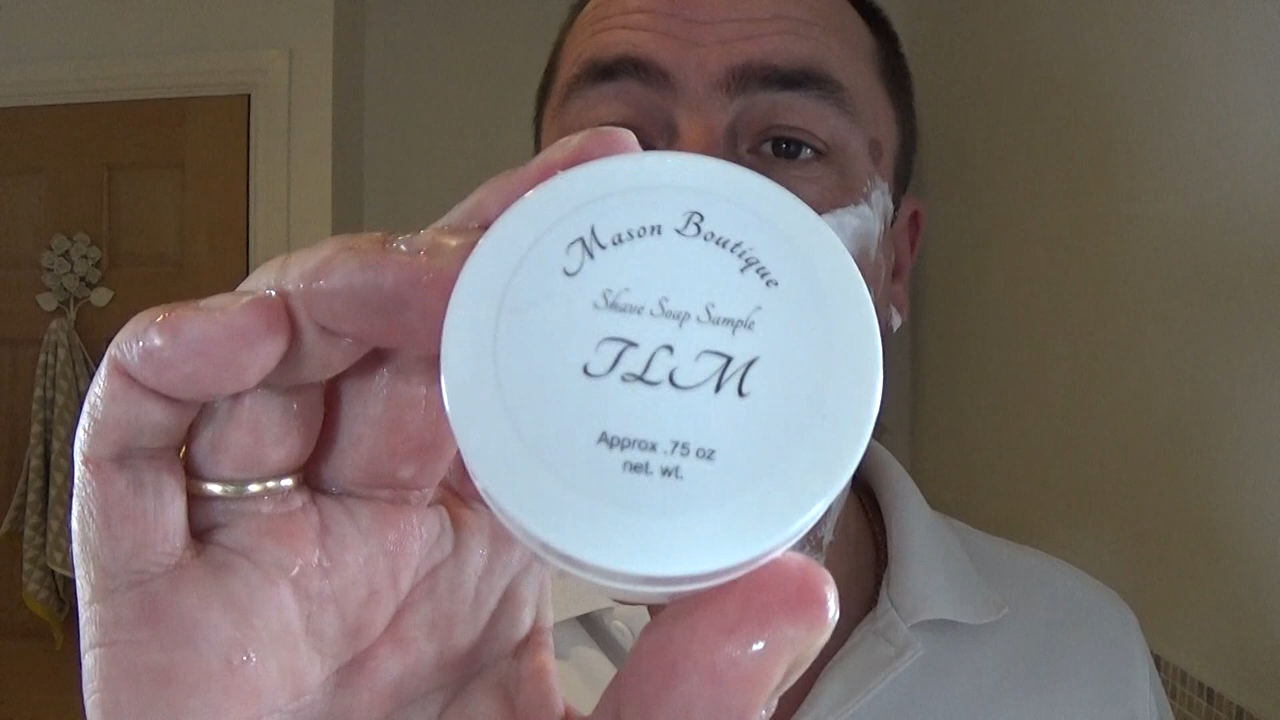 Mason Boutique
Shave Soap Sample
TLM
Approx .75 oz
net. wt.